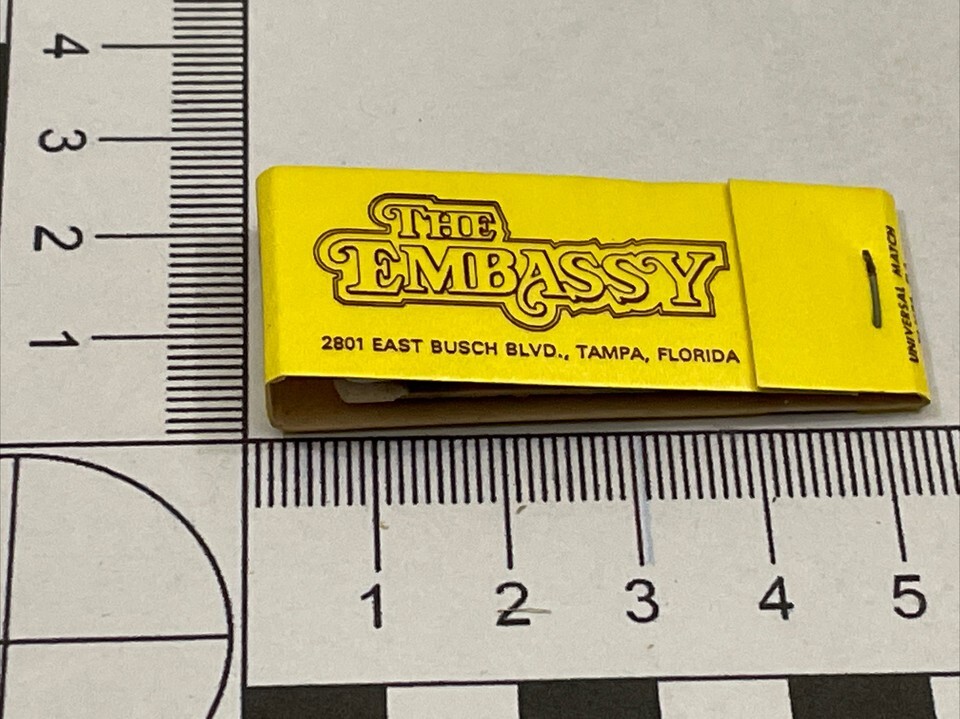 4
3
2
1
THE
EMBASSY
2801 EAST BUSCH BLVD., TAMPA, FLORIDA
UNIVERSAL MATCH
1 2 3 4 5